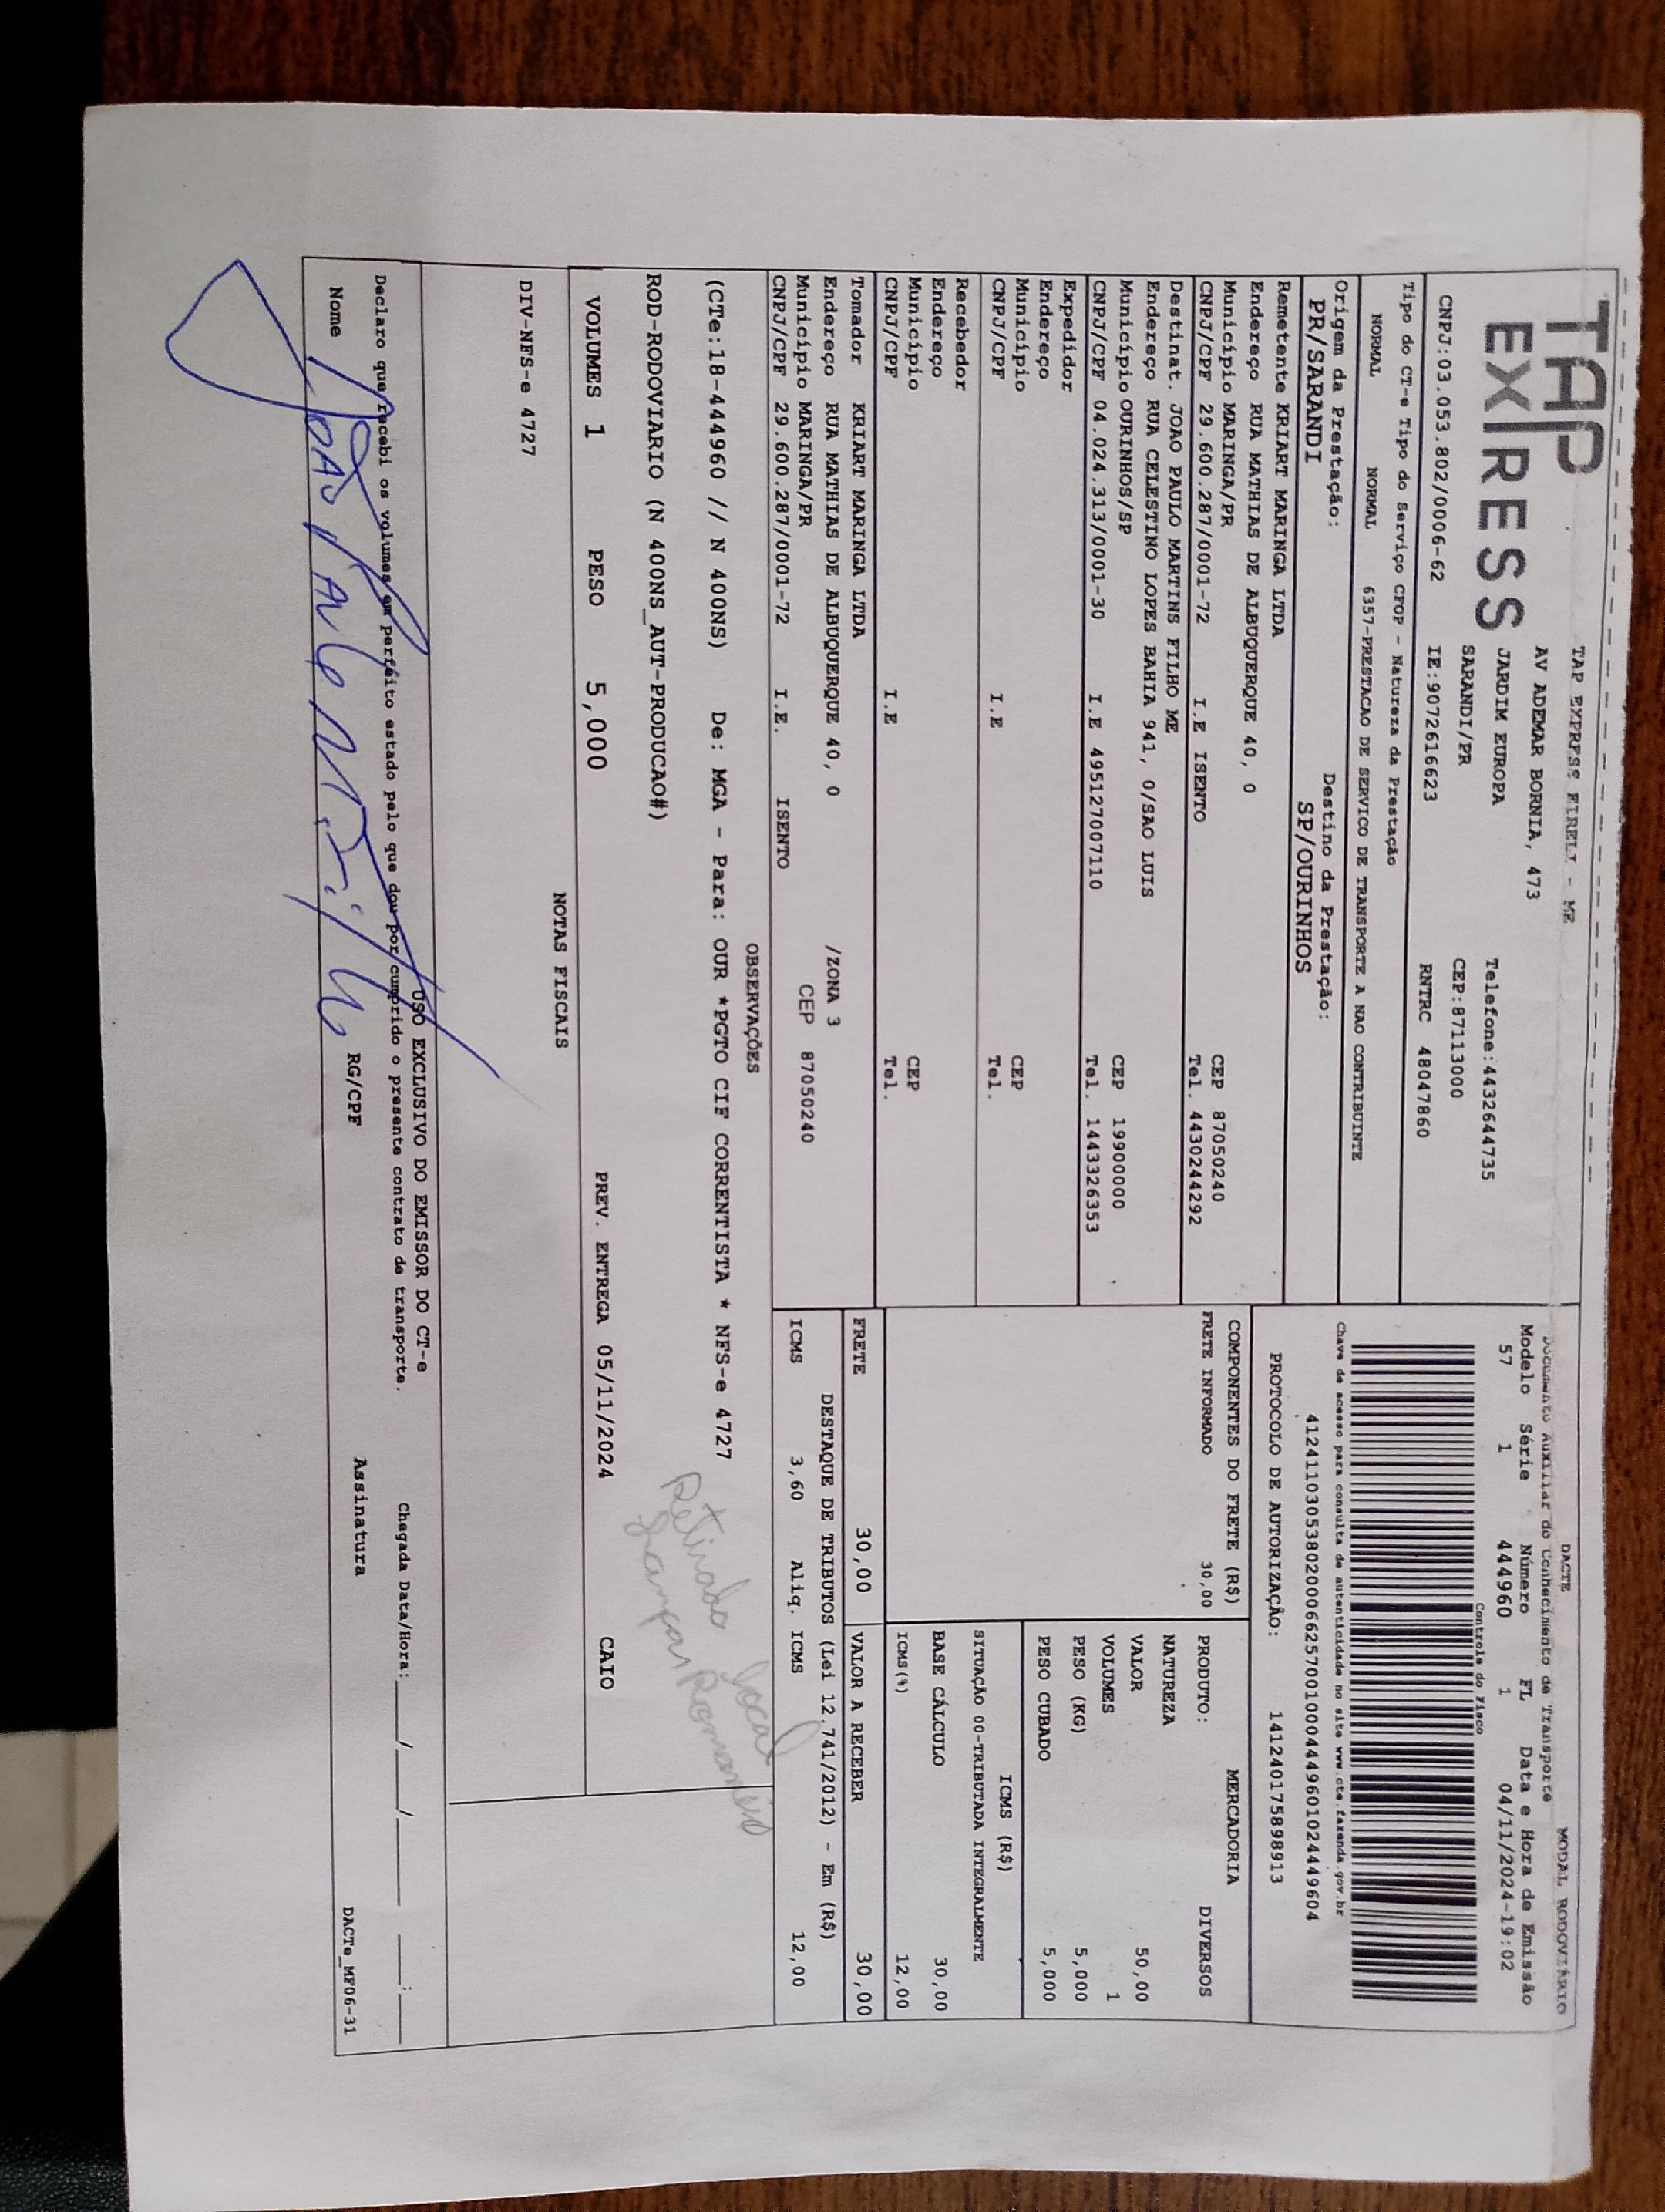 TAP
EXPRESS
TAP EXPRESS EIRELI - ME
AV ADEMAR BORNIA, 473
JARDIM EUROPA
Telefone:4432644735
SARANDI/PR
CEP:87113000
CNPJ:03.053.802/0006-62 IE:9072616623 RNTRC 48047860
DACTE
MODAL RODOVIÁRIO
Documento Auxiliar do Conhecimento de Transporte
Modelo Série Número FL Data e Hora de Emissão
57 1 444960 1 04/11/2024-19:02
Controle do Fisco
Tipo do CT-e Tipo do Serviço CFOP - Natureza da Prestação
NORMAL NORMAL 6357-PRESTACAO DE SERVICO DE TRANSPORTE A NAO CONTRIBUINTE
Chave de acesso para consulta de autenticidade no site www.cte.fazenda.gov.br
41241103053802000662570010004449601024449604
Origem da Prestação: Destino da Prestação:
PR/SARANDI SP/OURINHOS
PROTOCOLO DE AUTORIZAÇÃO: 141240175898913
Remetente KRIART MARINGA LTDA
Endereço RUA MATHIAS DE ALBUQUERQUE 40, 0
Município MARINGA/PR CEP 87050240
CNPJ/CPF 29.600.287/0001-72 I.E ISENTO Tel. 4430244292
Destinat. JOAO PAULO MARTINS FILHO ME
Endereço RUA CELESTINO LOPES BAHIA 941, 0/SAO LUIS
Município OURINHOS/SP CEP 19900000
CNPJ/CPF 04.024.313/0001-30 I.E 495127007110 Tel. 1433326353
Expedidor
Endereço
Município CEP
CNPJ/CPF I.E Tel.
Recebedor
Endereço
Município CEP
CNPJ/CPF I.E Tel.
Tomador KRIART MARINGA LTDA
Endereço RUA MATHIAS DE ALBUQUERQUE 40, 0 /ZONA 3
Município MARINGA/PR CEP 87050240
CNPJ/CPF 29.600.287/0001-72 I.E. ISENTO
COMPONENTES DO FRETE (R$)
FRETE INFORMADO 30,00
MERCADORIA
PRODUTO: DIVERSOS
NATUREZA
VALOR 50,00
VOLUMES 1
PESO (KG) 5,000
PESO CUBADO 5,000
ICMS (R$)
SITUAÇÃO 00-TRIBUTADA INTEGRALMENTE
BASE CÁLCULO 30,00
ICMS(%) 12,00
FRETE 30,00 VALOR A RECEBER 30,00
DESTAQUE DE TRIBUTOS (Lei 12.741/2012) - Em (R$)
ICMS 3,60 Aliq. ICMS 12,00
OBSERVAÇÕES
(CTe:18-444960 // N 400NS) De: MGA - Para: OUR *PGTO CIF CORRENTISTA * NFS-e 4727
ROD-RODOVIARIO (N 400NS_AUT-PRODUCAO#)
Retirado local
Romaneio
VOLUMES 1 PESO 5,000 PREV. ENTREGA 05/11/2024 CAIO
NOTAS FISCAIS
DIV-NFS-e 4727
USO EXCLUSIVO DO EMISSOR DO CT-e
Declaro que recebi os volumes em perfeito estado pelo que dou por cumprido o presente contrato de transporte. Chegada Data/Hora:____/____/____ ____:____
Nome João Paulo M. Filho RG/CPF Assinatura
DACTe_MF06-31